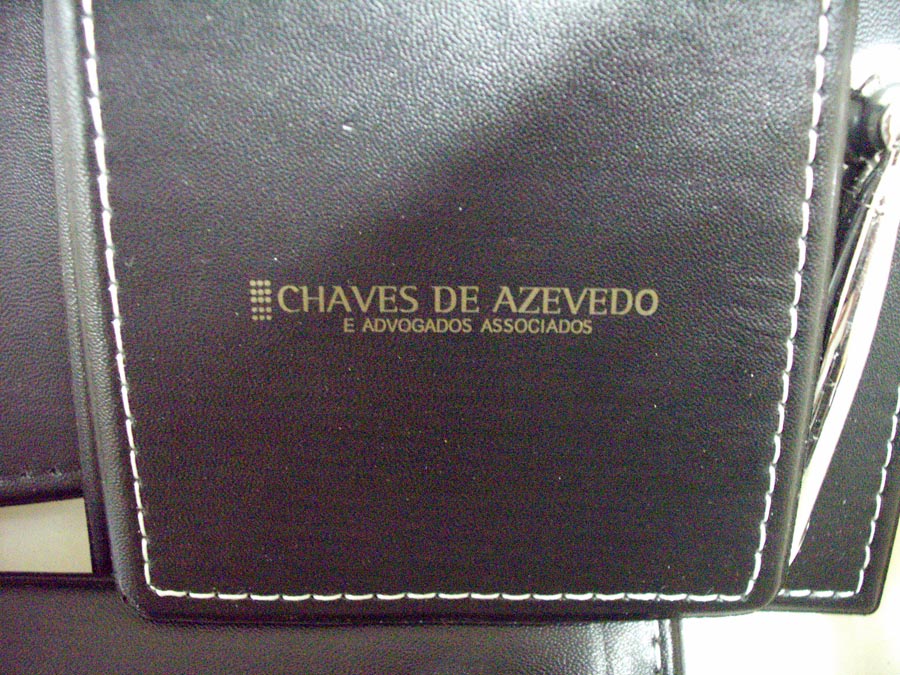 CHAVES DE AZEVEDO
E ADVOGADOS ASSOCIADOS